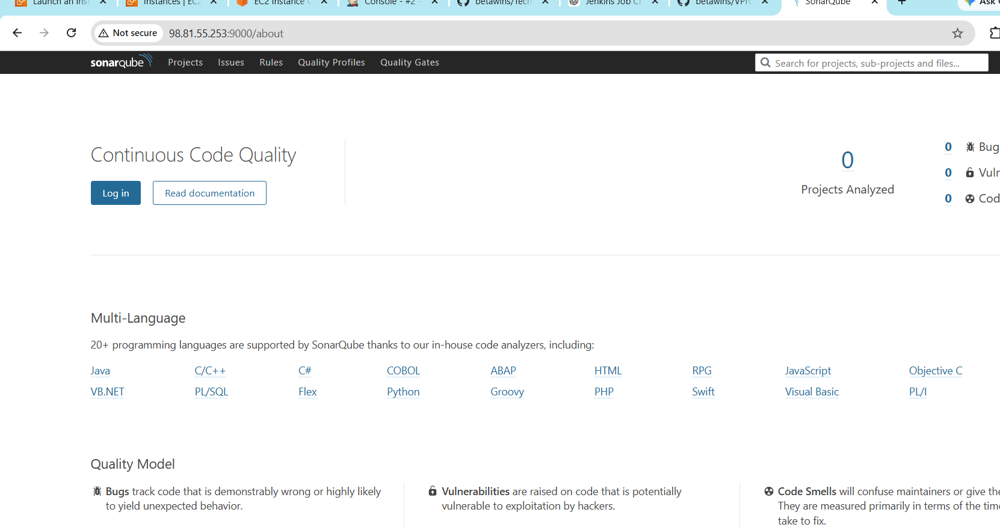 Launch an inst
Instances | EC2
EC2 Instance C
Console - #2 -
betawins/Tech
Jenkins Job Cr
betawins/VPro
SonarQube
Ask
Not secure
98.81.55.253:9000/about
sonarqube
Projects
Issues
Rules
Quality Profiles
Quality Gates
Search for projects, sub-projects and files...
Continuous Code Quality
Log in
Read documentation
0
Projects Analyzed
0 Bug
0 Vuln
0 Cod
Multi-Language
20+ programming languages are supported by SonarQube thanks to our in-house code analyzers, including:
Java C/C++ C# COBOL ABAP HTML RPG JavaScript Objective C
VB.NET PL/SQL Flex Python Groovy PHP Swift Visual Basic PL/I
Quality Model
Bugs track code that is demonstrably wrong or highly likely
to yield unexpected behavior.
Vulnerabilities are raised on code that is potentially
vulnerable to exploitation by hackers.
Code Smells will confuse maintainers or give the
They are measured primarily in terms of the time
take to fix.